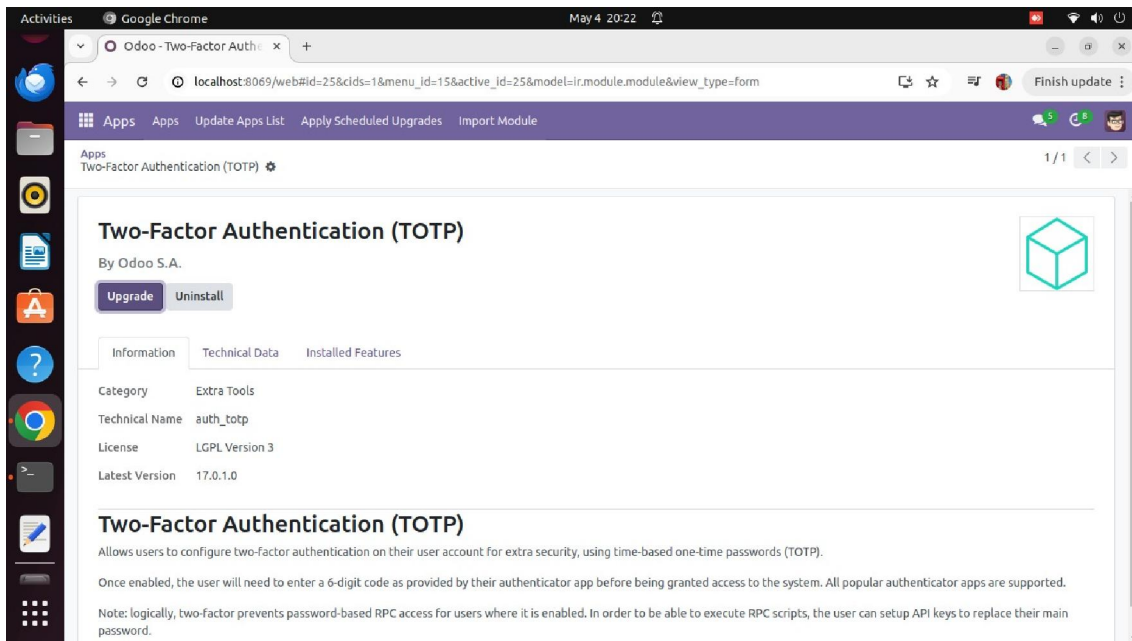 Activities Google Chrome May 4 20:22
Odoo - Two-Factor Authe
localhost:8069/web#id=25&cids=1&menu_id=15&active_id=25&model=ir.module.module&view_type=form Finish update
Apps Apps Update Apps List Apply Scheduled Upgrades Import Module 5 8
Apps
Two-Factor Authentication (TOTP) 1 / 1
Two-Factor Authentication (TOTP)
By Odoo S.A.
Upgrade Uninstall
Information Technical Data Installed Features
Category Extra Tools
Technical Name auth_totp
License LGPL Version 3
Latest Version 17.0.1.0
Two-Factor Authentication (TOTP)
Allows users to configure two-factor authentication on their user account for extra security, using time-based one-time passwords (TOTP).
Once enabled, the user will need to enter a 6-digit code as provided by their authenticator app before being granted access to the system. All popular authenticator apps are supported.
Note: logically, two-factor prevents password-based RPC access for users where it is enabled. In order to be able to execute RPC scripts, the user can setup API keys to replace their main
password.